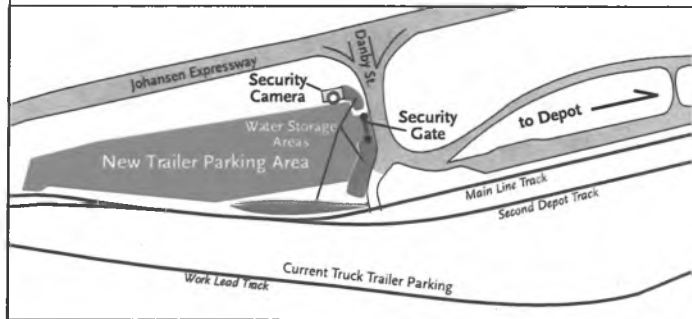 Johansen Expressway
Danby St.
Security
Camera
Water Storage
Areas
Security
Gate
to Depot
New Trailer Parking Area
Main Line Track
Second Depot Track
Current Truck Trailer Parking
Work Lead Track